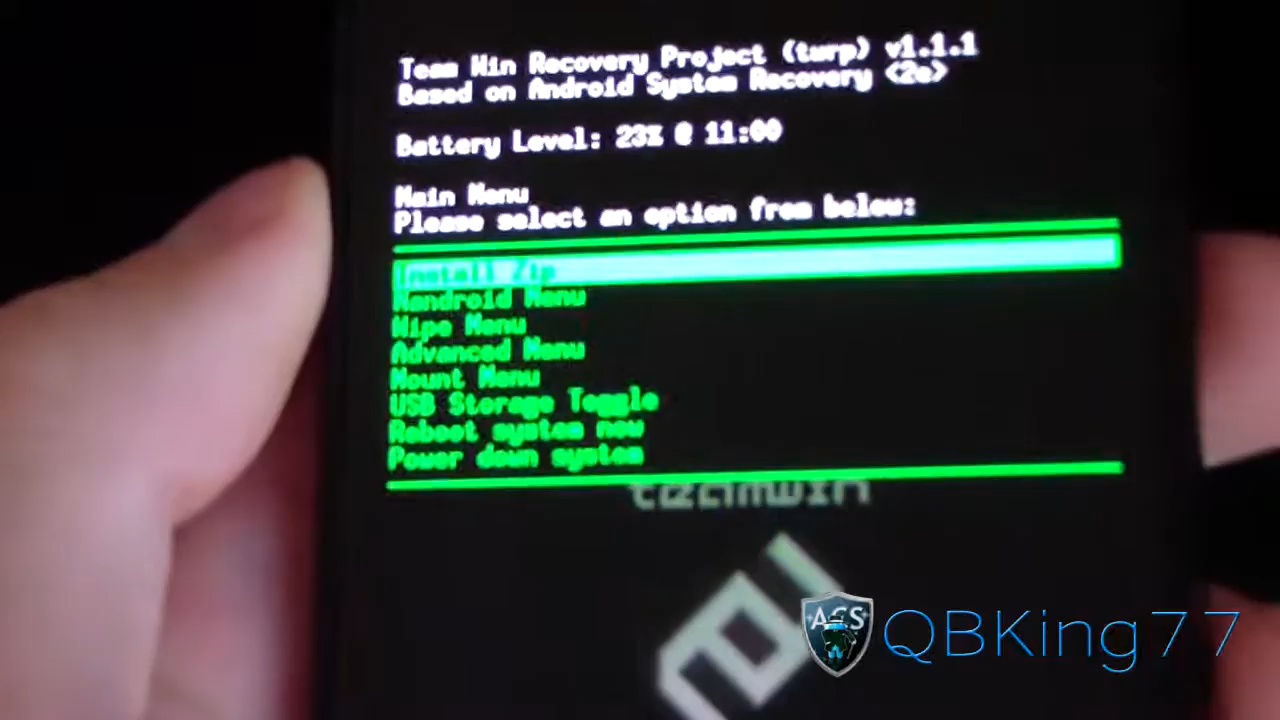 Team Win Recovery Project (twrp) v1.1.1
Based on Android System Recovery <2e>
Battery Level: 23% @ 11:00
Main Menu
Please select an option from below:
Install Zip
Nandroid Menu
Wipe Menu
Advanced Menu
Mount Menu
USB Storage Toggle
Reboot system now
Power down system
teamwin
ACS
QBKing77